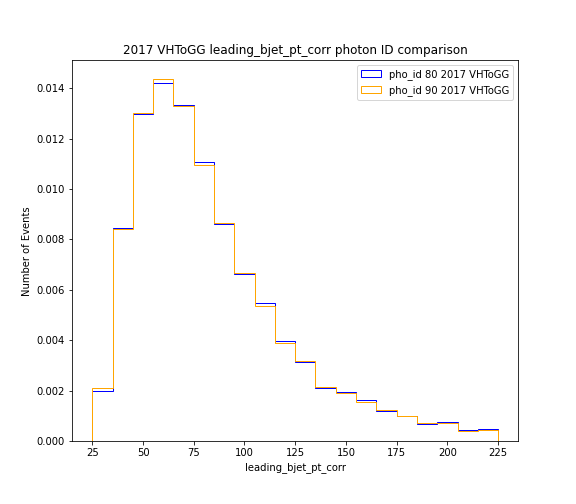 2017 VHToGG leading_bjet_pt_corr photon ID comparison
pho_id 80 2017 VHToGG
pho_id 90 2017 VHToGG
Number of Events
0.014
0.012
0.010
0.008
0.006
0.004
0.002
0.000
25 50 75 100 125 150 175 200 225
leading_bjet_pt_corr